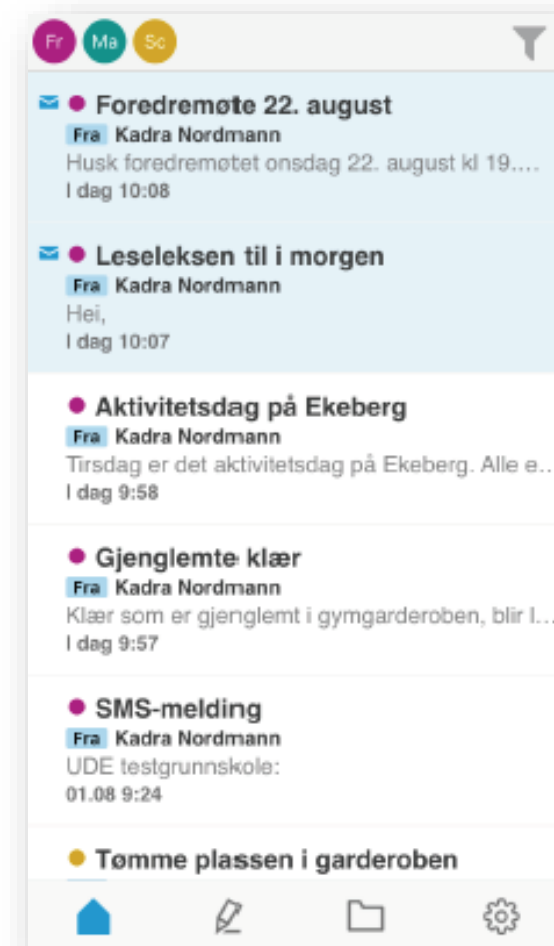 Fr Ma Sc
Foredremøte 22. august
Fra Kadra Nordmann
Husk foredremøtet onsdag 22. august kl 19....
I dag 10:08
Leseleksen til i morgen
Fra Kadra Nordmann
Hei,
I dag 10:07
Aktivitetsdag på Ekeberg
Fra Kadra Nordmann
Tirsdag er det aktivitetsdag på Ekeberg. Alle e...
I dag 9:58
Gjenglemte klær
Fra Kadra Nordmann
Klær som er gjenglemt i gymgarderoben, blir l...
I dag 9:57
SMS-melding
Fra Kadra Nordmann
UDE testgrunnskole:
01.08 9:24
Tømme plassen i garderoben